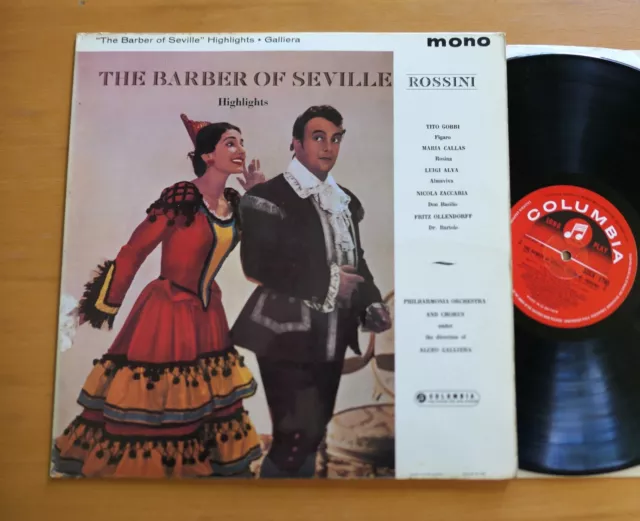 "The Barber of Seville" Highlights • Galliera
mono
THE BARBER OF SEVILLE
ROSSINI
Highlights
TITO GOBBI
Figaro
MARIA CALLAS
Rosina
LUIGI ALVA
Almaviva
NICOLA ZACCARIA
Don Basilio
FRITZ OLLENDORFF
Dr. Bartolo
PHILHARMONIA ORCHESTRA
AND CHORUS
under
the direction of
ALCEO GALLIERA
COLUMBIA
COLUMBIA
LONG PLAY